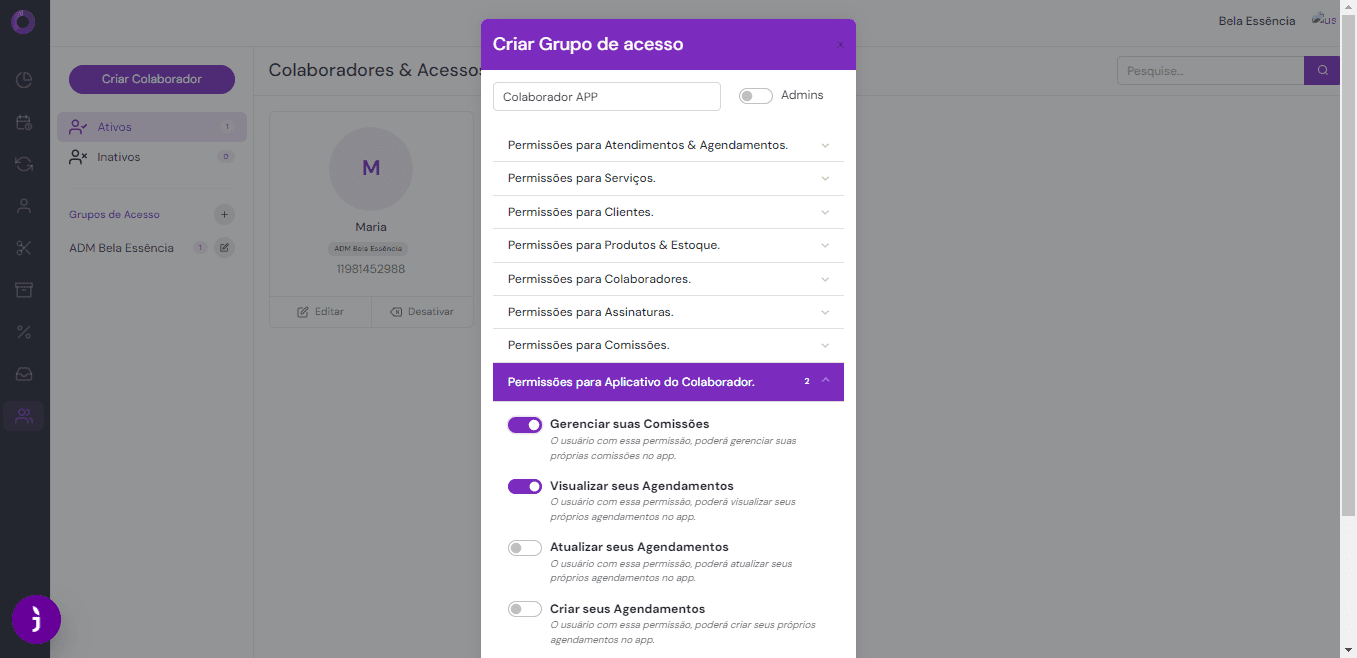 Bela Essência
us
Criar Colaborador
Ativos
1
Inativos
0
Grupos de Acesso
+
ADM Bela Essência
1
Colaboradores & Acessos
Pesquise...
M
Maria
ADM Bela Essência
11981452988
Editar
Desativar
Criar Grupo de acesso
×
Colaborador APP
Admins
Permissões para Atendimentos & Agendamentos.
Permissões para Serviços.
Permissões para Clientes.
Permissões para Produtos & Estoque.
Permissões para Colaboradores.
Permissões para Assinaturas.
Permissões para Comissões.
Permissões para Aplicativo do Colaborador.
2
Gerenciar suas Comissões
O usuário com essa permissão, poderá gerenciar suas
próprias comissões no app.
Visualizar seus Agendamentos
O usuário com essa permissão, poderá visualizar seus
próprios agendamentos no app.
Atualizar seus Agendamentos
O usuário com essa permissão, poderá atualizar seus
próprios agendamentos no app.
Criar seus Agendamentos
O usuário com essa permissão, poderá criar seus próprios
agendamentos no app.